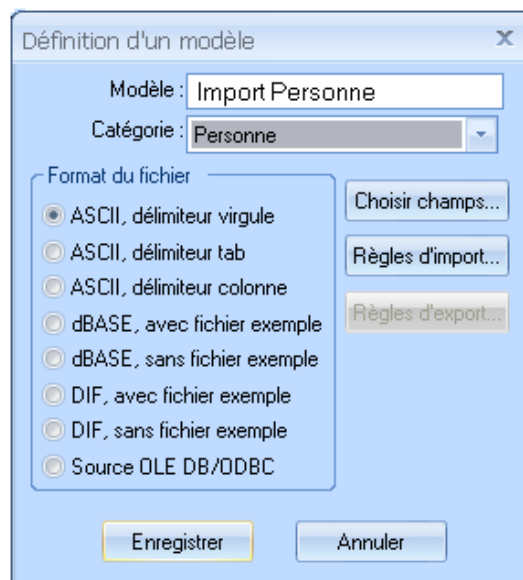 Définition d'un modèle
Modèle : Import Personne
Catégorie : Personne
Format du fichier
ASCII, délimiteur virgule
ASCII, délimiteur tab
ASCII, délimiteur colonne
dBASE, avec fichier exemple
dBASE, sans fichier exemple
DIF, avec fichier exemple
DIF, sans fichier exemple
Source OLE DB/ODBC
Choisir champs...
Règles d'import...
Règles d'export...
Enregistrer
Annuler